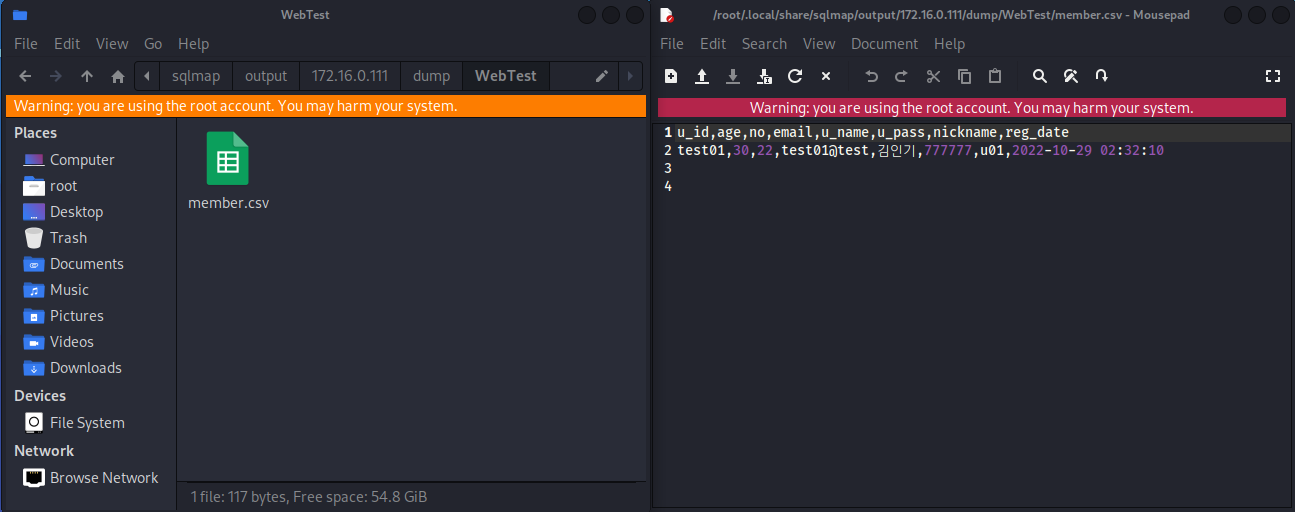 WebTest
File Edit View Go Help
sqlmap output 172.16.0.111 dump WebTest
Warning: you are using the root account. You may harm your system.
Places
Computer
root
Desktop
Trash
Documents
Music
Pictures
Videos
Downloads
Devices
File System
Network
Browse Network
member.csv
1 file: 117 bytes, Free space: 54.8 GiB
/root/.local/share/sqlmap/output/172.16.0.111/dump/WebTest/member.csv - Mousepad
File Edit Search View Document Help
Warning: you are using the root account. You may harm your system.
1 u_id,age,no,email,u_name,u_pass,nickname,reg_date
2 test01,30,22,test01@test,김인기,777777,u01,2022-10-29 02:32:10
3
4